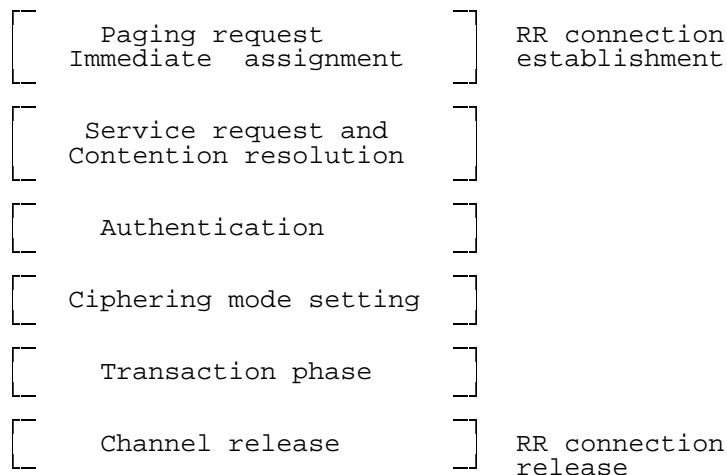 Paging request RR connection
Immediate assignment establishment
Service request and
Contention resolution
Authentication
Ciphering mode setting
Transaction phase
Channel release RR connection
release